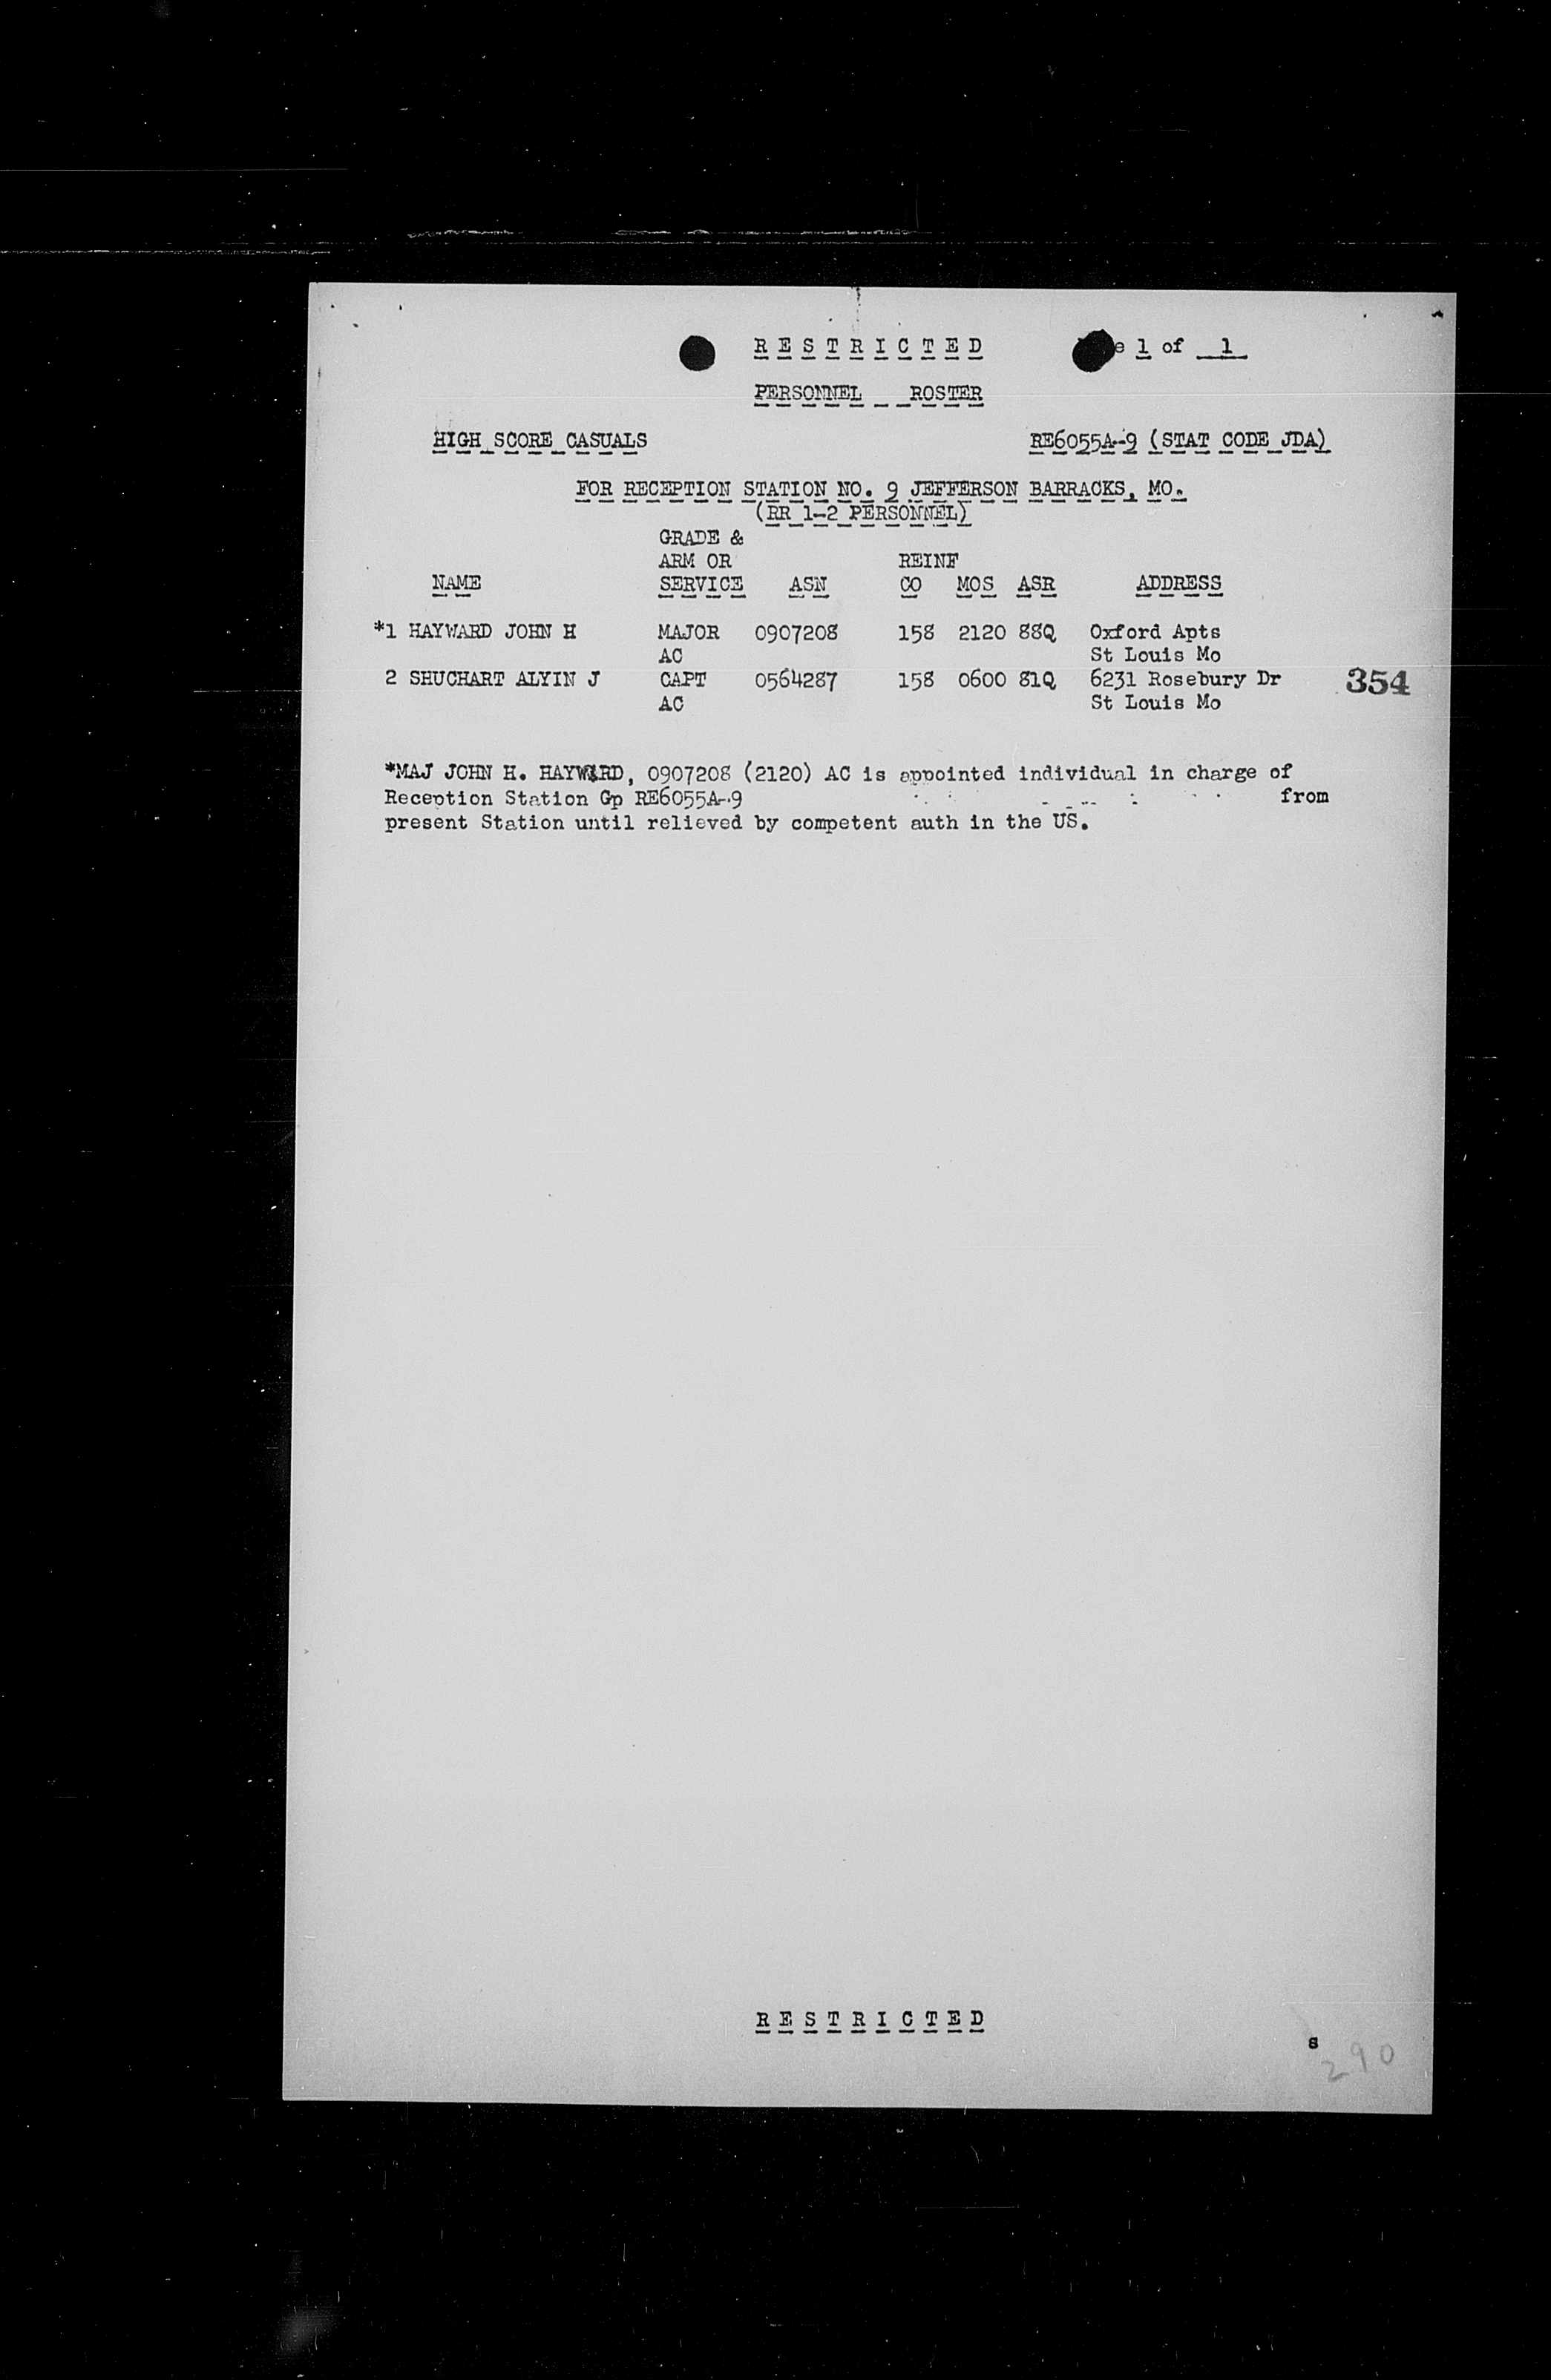 RESTRICTED
e 1 of 1
PERSONNEL ROSTER
HIGH SCORE CASUALS RE6055A-9 (STAT CODE JDA)
FOR RECEPTION STATION NO. 9 JEFFERSON BARRACKS, MO.
(RR 1-2 PERSONNEL)
GRADE &
ARM OR REINF
NAME SERVICE ASN CO MOS ASR ADDRESS
*1 HAYWARD JOHN H MAJOR 0907208 158 2120 88Q Oxford Apts
AC St Louis Mo
2 SHUCHART ALYIN J CAPT 0564287 158 0600 81Q 6231 Rosebury Dr 354
AC St Louis Mo
*MAJ JOHN H. HAYWARD, 0907208 (2120) AC is appointed individual in charge of
Reception Station Gp RE6055A-9 from
present Station until relieved by competent auth in the US.
RESTRICTED
s
290